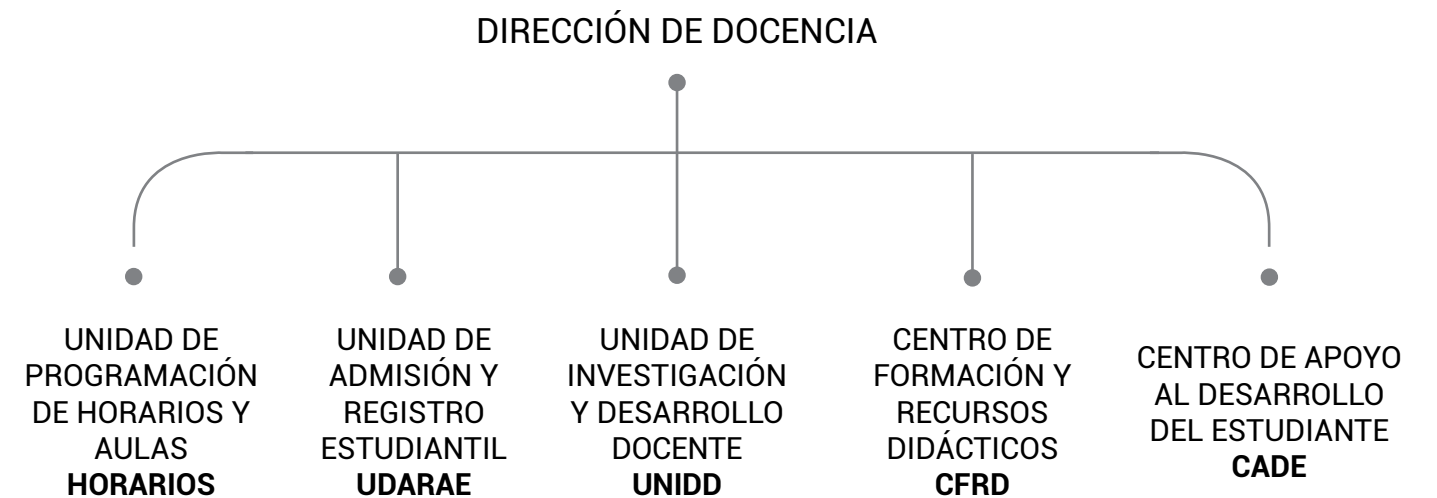 DIRECCIÓN DE DOCENCIA
UNIDAD DE
PROGRAMACIÓN
DE HORARIOS Y
AULAS
HORARIOS
UNIDAD DE
ADMISIÓN Y
REGISTRO
ESTUDIANTIL
UDARAE
UNIDAD DE
INVESTIGACIÓN
Y DESARROLLO
DOCENTE
UNIDD
CENTRO DE
FORMACIÓN Y
RECURSOS
DIDÁCTICOS
CFRD
CENTRO DE APOYO
AL DESARROLLO
DEL ESTUDIANTE
CADE